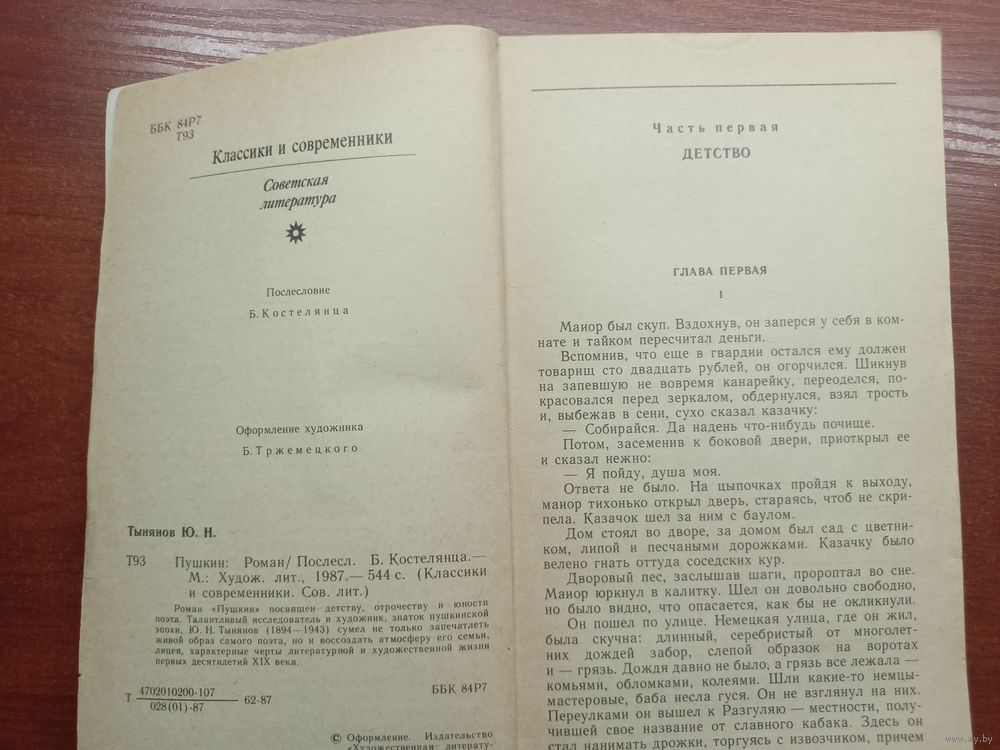 ББК 84Р7
Т93
Классики и современники
Советская
литература
Послесловие
Б. Костелянца
Оформление художника
Б. Тржемецкого
Тынянов Ю. Н.
Т93 Пушкин: Роман/ Послесл. Б. Костелянца.—
М.: Худож. лит., 1987.— 544 с. (Классики
и современники. Сов. лит.)
Роман «Пушкин» посвящен детству, отрочеству и юности
поэта. Талантливый исследователь и художник, знаток пушкинской
эпохи, Ю. Н. Тынянов (1894—1943) сумел не только запечатлеть
живой образ самого поэта, но и воссоздать атмосферу его семьи,
лицея, характерные черты литературной и художественной жизни
первых десятилетий XIX века.
Т 4702010200-107
028(01)-87
62-87
ББК 84Р7
© Оформление. Издательство
«Художественная литерату-
Часть первая
ДЕТСТВО
ГЛАВА ПЕРВАЯ
1
Маиор был скуп. Вздохнув, он заперся у себя в ком-
нате и тайком пересчитал деньги.
Вспомнив, что еще в гвардии остался ему должен
товарищ сто двадцать рублей, он огорчился. Шикнув
на запевшую не вовремя канарейку, переоделся, по-
красовался перед зеркалом, обдернулся, взял трость
и, выбежав в сени, сухо сказал казачку:
— Собирайся. Да надень что-нибудь почище.
Потом, засеменив к боковой двери, приоткрыл ее
и сказал нежно:
— Я пойду, душа моя.
Ответа не было. На цыпочках пройдя к выходу,
маиор тихонько открыл дверь, стараясь, чтоб не скри-
пела. Казачок шел за ним с баулом.
Дом стоял во дворе, за домом был сад с цветни-
ком, липой и песчаными дорожками. Казачку было
велено гнать оттуда соседских кур.
Дворовый пес, заслышав шаги, пророптал во сне.
Маиор юркнул в калитку. Шел он довольно свободно,
но было видно, что опасается, как бы не окликнули.
Он пошел по улице. Немецкая улица, где он жил,
была скучна: длинный, серебристый от многолет-
них дождей забор, слепой образок на воротах
и — грязь. Дождя давно не было, а грязь все лежала —
комьями, обломками, колеями. Шли какие-то немцы-
мастеровые, баба несла гуся. Он не взглянул на них.
Переулками он вышел к Разгуляю — местности, полу-
чившей свое название от славного кабака. Здесь он
стал нанимать дрожки, торгуясь с извозчиком, причем
www.ay.by